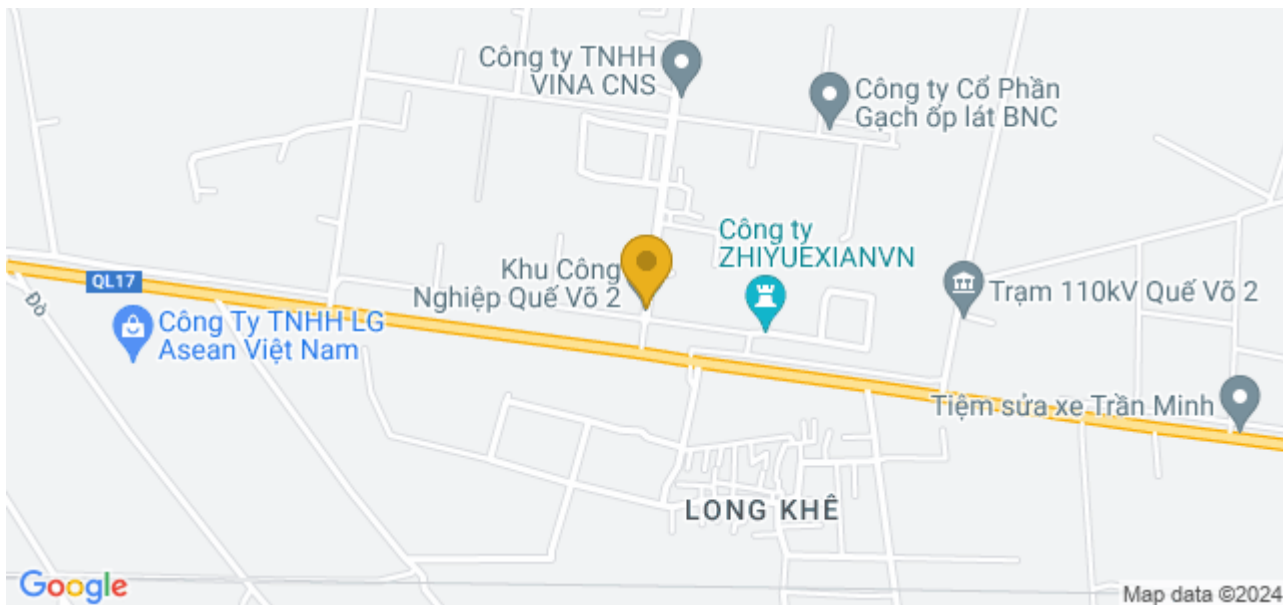 Công ty TNHH
VINA CNS
Công ty Cổ Phần
Gạch ốp lát BNC
Công ty
ZHIYUEXIANVN
Khu Công
Nghiệp Quế Võ 2
QL17
Đò
Trạm 110kV Quế Võ 2
Công Ty TNHH LG
Asean Việt Nam
Tiệm sửa xe Trần Minh
LONG KHÊ
Google
Map data ©2024